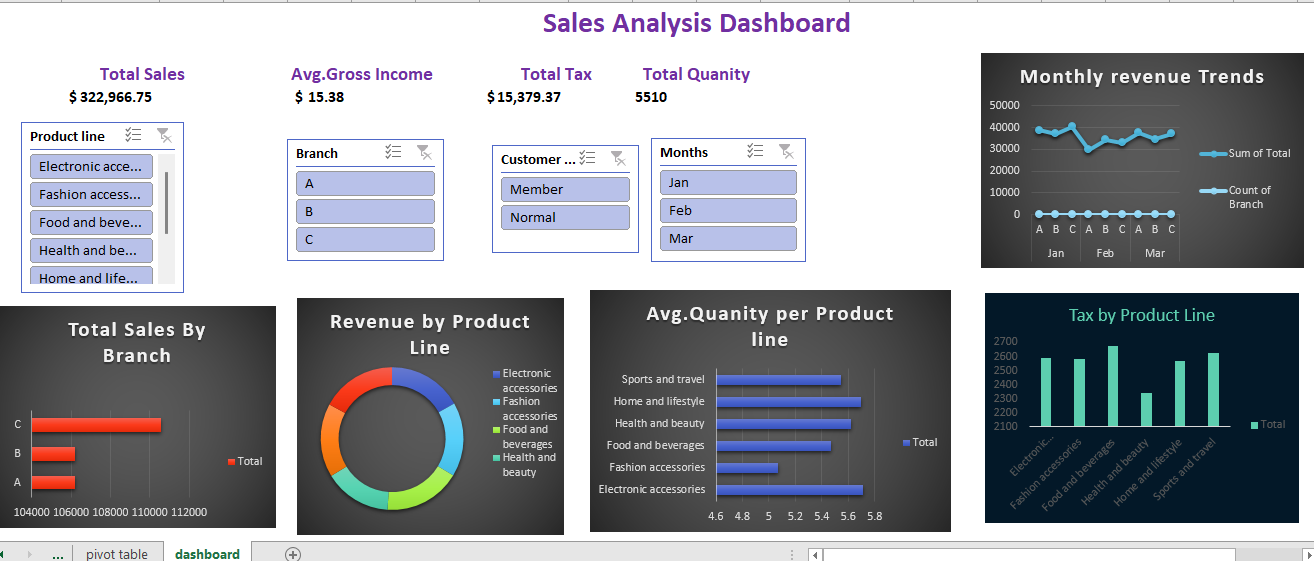 Sales Analysis Dashboard
Total Sales
$ 322,966.75
Avg.Gross Income
$ 15.38
Total Tax
$ 15,379.37
Total Quanity
5510
Product line
Electronic acce...
Fashion access...
Food and beve...
Health and be...
Home and life...
Branch
A
B
C
Customer ...
Member
Normal
Months
Jan
Feb
Mar
Monthly revenue Trends
50000
40000
30000
20000
10000
0
A B C A B C A B C
Jan Feb Mar
Sum of Total
Count of
Branch
Total Sales By
Branch
C
B
A
104000 106000 108000 110000 112000
Total
Revenue by Product
Line
Electronic
accessories
Fashion
accessories
Food and
beverages
Health and
beauty
Avg.Quanity per Product
line
Sports and travel
Home and lifestyle
Health and beauty
Food and beverages
Fashion accessories
Electronic accessories
4.6 4.8 5 5.2 5.4 5.6 5.8
Total
Tax by Product Line
2700
2600
2500
2400
2300
2200
2100
Electronic...
Fashion accessories
Food and beverages
Health and beauty
Home and lifestyle
Sports and travel
Total
... pivot table dashboard